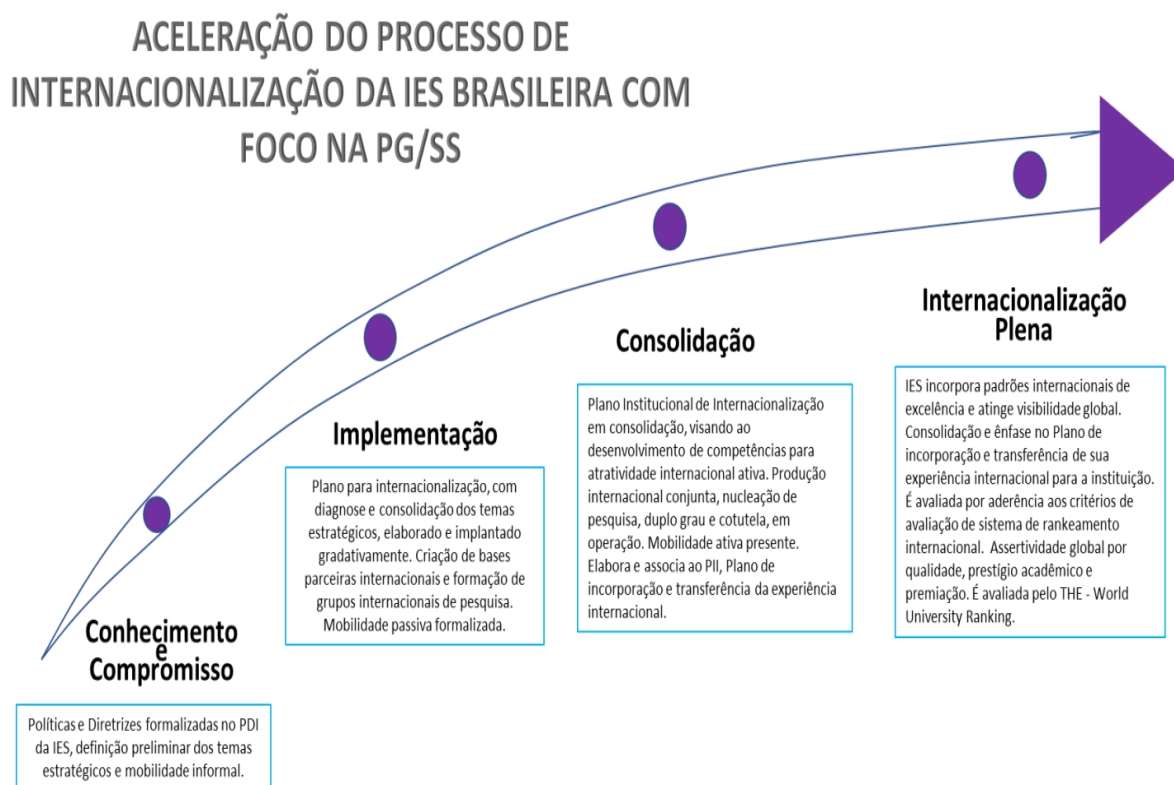 ACELERAÇÃO DO PROCESSO DE
INTERNACIONALIZAÇÃO DA IES BRASILEIRA COM
FOCO NA PG/SS
Conhecimento
e
Compromisso
Políticas e Diretrizes formalizadas no PDI
da IES, definição preliminar dos temas
estratégicos e mobilidade informal.
Implementação
Plano para internacionalização, com
diagnose e consolidação dos temas
estratégicos, elaborado e implantado
gradativamente. Criação de bases
parceiras internacionais e formação de
grupos internacionais de pesquisa.
Mobilidade passiva formalizada.
Consolidação
Plano Institucional de Internacionalização
em consolidação, visando ao
desenvolvimento de competências para
atratividade internacional ativa. Produção
internacional conjunta, nucleação de
pesquisa, duplo grau e cotutela, em
operação. Mobilidade ativa presente.
Elabora e associa ao PII, Plano de
incorporação e transferência da experiência
internacional.
Internacionalização
Plena
IES incorpora padrões internacionais de
excelência e atinge visibilidade global.
Consolidação e ênfase no Plano de
incorporação e transferência de sua
experiência internacional para a instituição.
É avaliada por aderência aos critérios de
avaliação de sistema de rankeamento
internacional. Assertividade global por
qualidade, prestígio acadêmico e
premiação. É avaliada pelo THE - World
University Ranking.